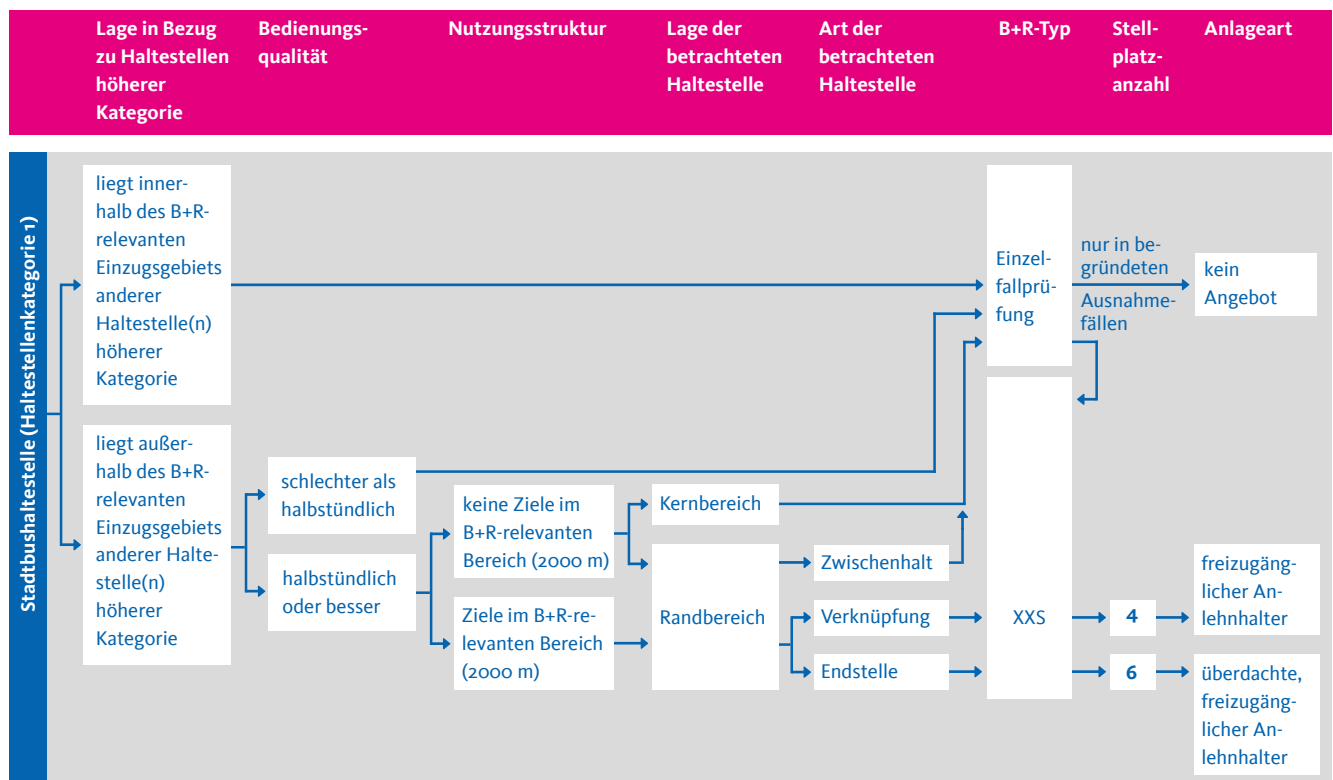 Lage in Bezug
zu Haltestellen
höherer
Kategorie
Bedienungs-
qualität
Nutzungsstruktur
Lage der
betrachteten
Haltestelle
Art der
betrachteten
Haltestelle
B+R-Typ
Stell-
platz-
anzahl
Anlageart
Stadtbushaltestelle (Haltestellenkategorie 1)
liegt inner-
halb des B+R-
relevanten
Einzugsgebiets
anderer
Haltestelle(n)
höherer
Kategorie
Einzel-
fallprü-
fung
nur in be-
gründeten
Ausnahme-
fällen
kein
Angebot
liegt außer-
halb des B+R-
relevanten
Einzugsgebiets
anderer Halte-
stelle(n)
höherer
Kategorie
schlechter als
halbstündlich
halbstündlich
oder besser
keine Ziele im
B+R-relevanten
Bereich (2000 m)
Ziele im B+R-re-
levanten Bereich
(2000 m)
Kernbereich
Randbereich
Zwischenhalt
Verknüpfung
Endstelle
XXS
4
6
freizugäng-
licher An-
lehnhalter
überdachte,
freizugäng-
licher An-
lehnhalter